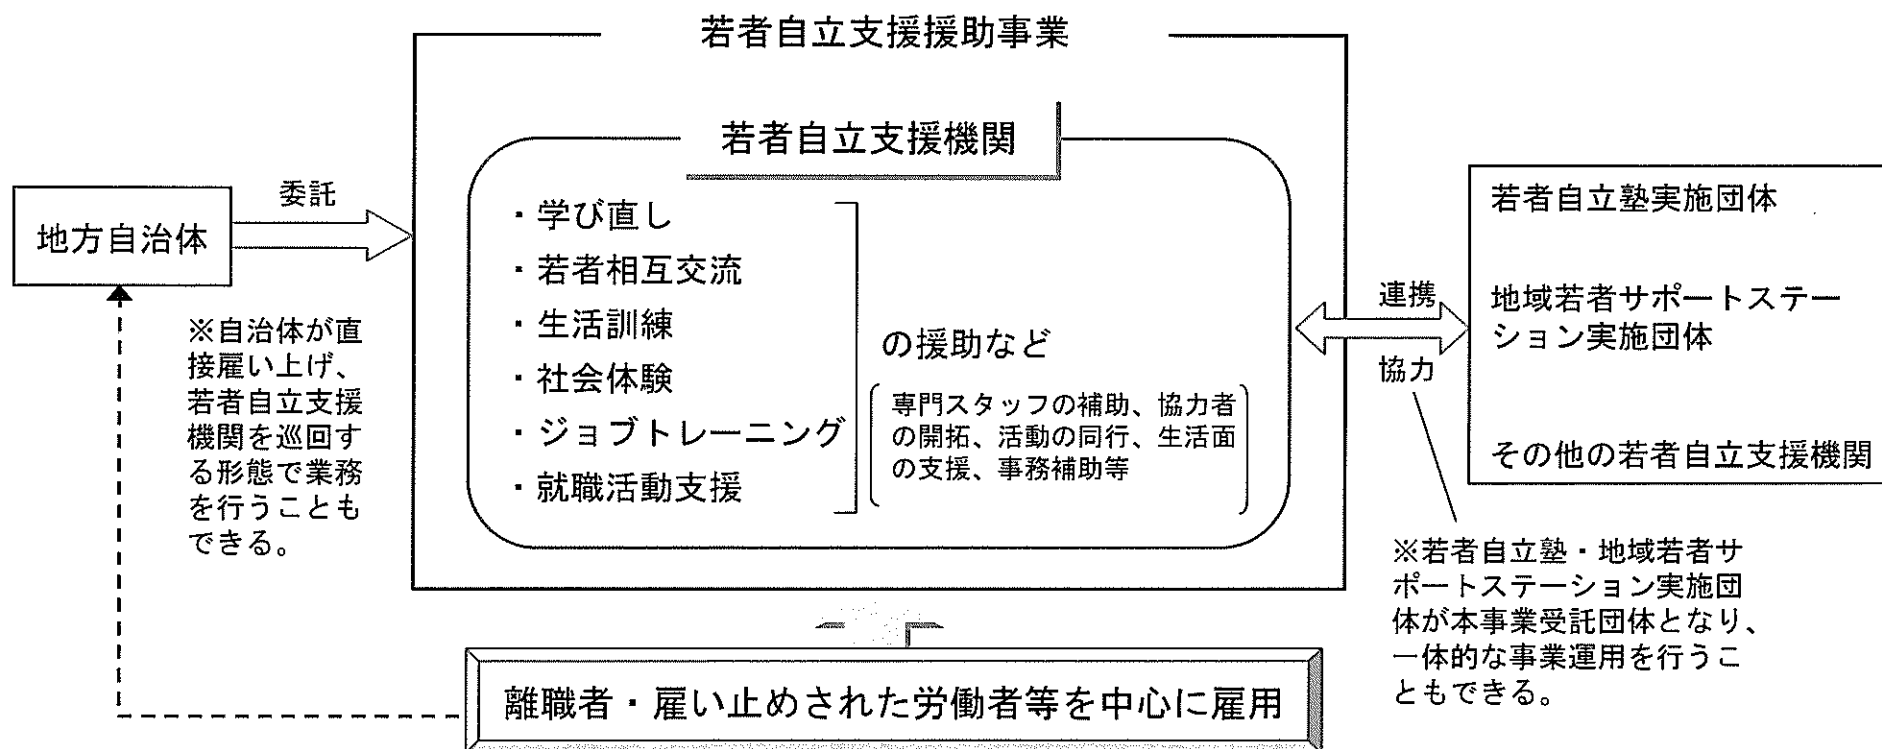 若者自立支援援助事業
若者自立支援機関
地方自治体
委託
※自治体が直
接雇い上げ、
若者自立支援
機関を巡回す
る形態で業務
を行うことも
できる。
・学び直し
・若者相互交流
・生活訓練
・社会体験
・ジョブトレーニング
・就職活動支援
の援助など
専門スタッフの補助、協力者
の開拓、活動の同行、生活面
の支援、事務補助等
連携
協力
若者自立塾実施団体
地域若者サポートステー
ション実施団体
その他の若者自立支援機関
※若者自立塾・地域若者サ
ポートステーション実施団
体が本事業受託団体となり、
一体的な事業運用を行うこ
ともできる。
離職者・雇い止めされた労働者等を中心に雇用